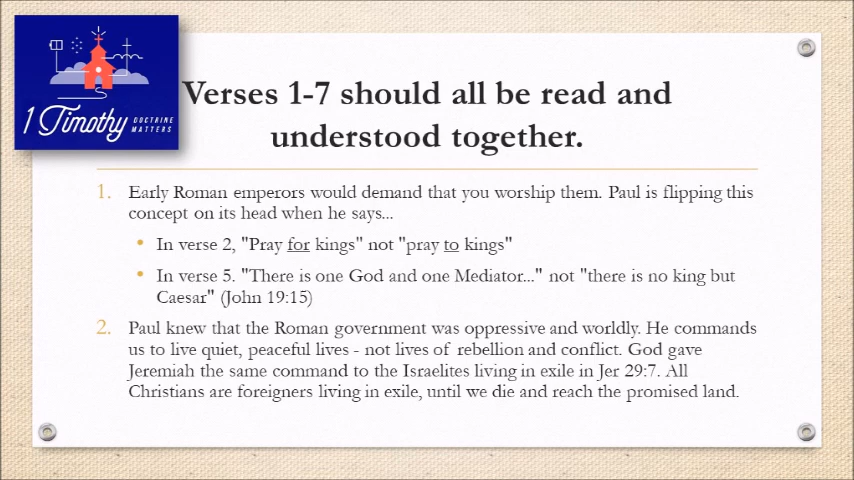 1 Timothy DOCTRINE
MATTERS
Verses 1-7 should all be read and
understood together.
1. Early Roman emperors would demand that you worship them. Paul is flipping this
concept on its head when he says...
• In verse 2, "Pray for kings" not "pray to kings"
• In verse 5. "There is one God and one Mediator..." not "there is no king but
Caesar" (John 19:15)
2. Paul knew that the Roman government was oppressive and worldly. He commands
us to live quiet, peaceful lives - not lives of rebellion and conflict. God gave
Jeremiah the same command to the Israelites living in exile in Jer 29:7. All
Christians are foreigners living in exile, until we die and reach the promised land.